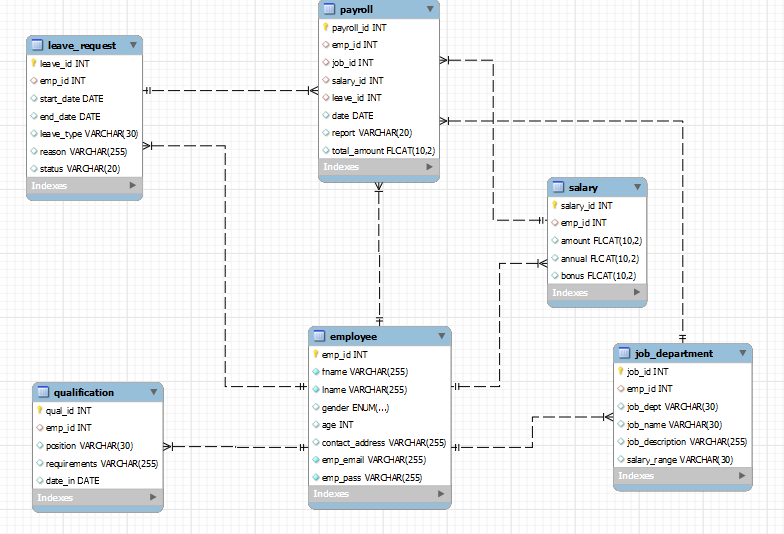 payroll
payroll_id INT
emp_id INT
job_id INT
salary_id INT
leave_id INT
date DATE
report VARCHAR(20)
total_amount FLCAT(10,2)
Indexes
leave_request
leave_id INT
emp_id INT
start_date DATE
end_date DATE
leave_type VARCHAR(30)
reason VARCHAR(255)
status VARCHAR(20)
Indexes
salary
salary_id INT
emp_id INT
amount FLCAT(10,2)
annual FLCAT(10,2)
bonus FLCAT(10,2)
Indexes
employee
emp_id INT
fname VARCHAR(255)
lname VARCHAR(255)
gender ENUM(...)
age INT
contact_address VARCHAR(255)
emp_email VARCHAR(255)
emp_pass VARCHAR(255)
Indexes
job_department
job_id INT
emp_id INT
job_dept VARCHAR(30)
job_name VARCHAR(30)
job_description VARCHAR(255)
salary_range VARCHAR(30)
Indexes
qualification
qual_id INT
emp_id INT
position VARCHAR(30)
requirements VARCHAR(255)
date_in DATE
Indexes